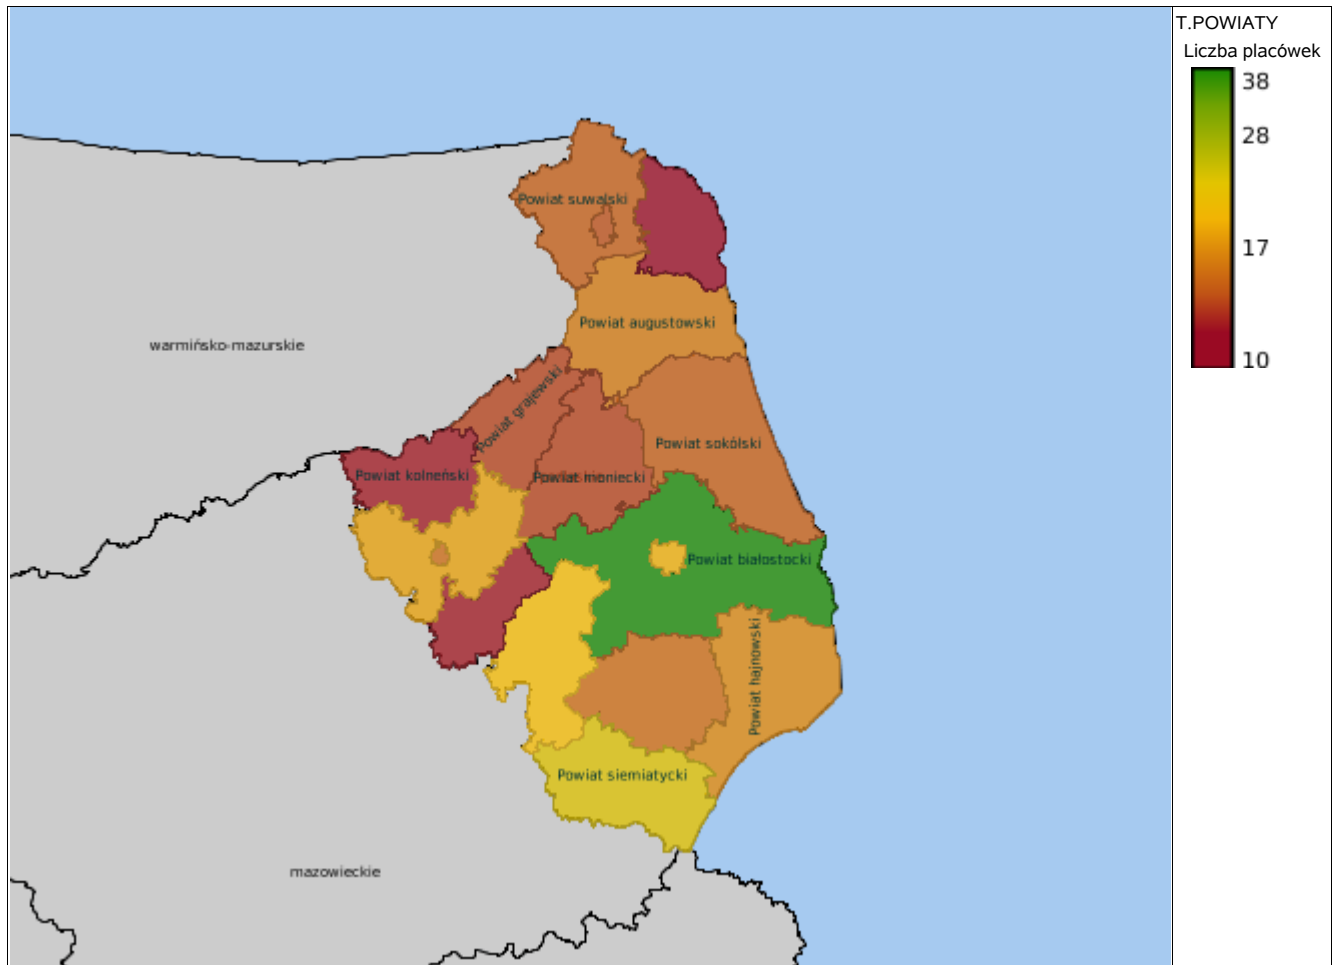 T.POWIATY
Liczba placówek
38
28
17
10
Powiat suwalski
Powiat augustowski
warmińsko-mazurskie
Powiat grajewski
Powiat sokólski
Powiat kolneński
Powiat moniecki
Powiat białostocki
Powiat hajnowski
Powiat siemiatycki
mazowieckie